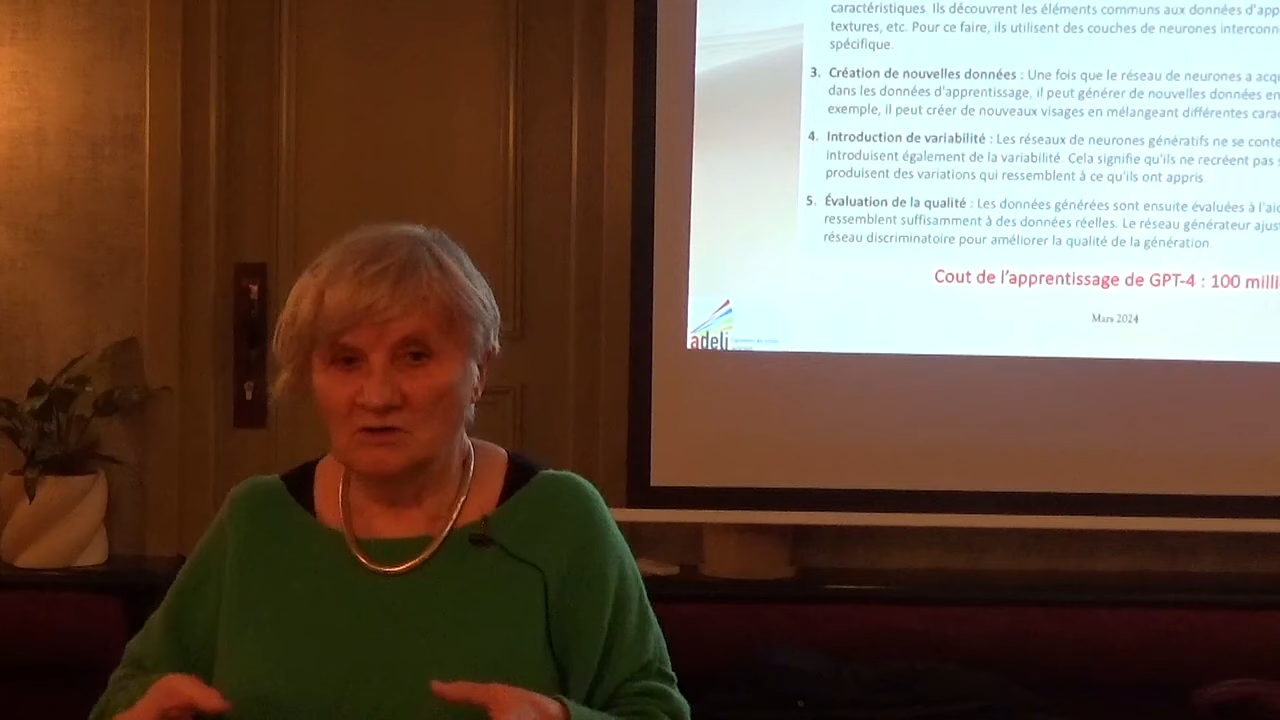 caractéristiques. Ils découvrent les éléments communs aux données d'app
textures, etc. Pour ce faire, ils utilisent des couches de neurones interconn
spécifique.
3. Création de nouvelles données : Une fois que le réseau de neurones a acqu
dans les données d'apprentissage, il peut générer de nouvelles données en
exemple, il peut créer de nouveaux visages en mélangeant différentes cara
4. Introduction de variabilité : Les réseaux de neurones génératifs ne se conte
introduisent également de la variabilité. Cela signifie qu'ils ne recréent pas s
produisent des variations qui ressemblent à ce qu'ils ont appris.
5. Évaluation de la qualité : Les données générées sont ensuite évaluées à l'aid
ressemblent suffisamment à des données réelles. Le réseau générateur ajus
réseau discriminatoire pour améliorer la qualité de la génération.
Cout de l'apprentissage de GPT-4 : 100 milli
Mars 2024
adeli